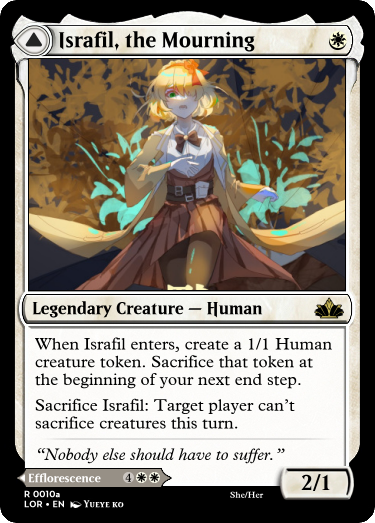 Israfil, the Mourning
Legendary Creature — Human
When Israfil enters, create a 1/1 Human
creature token. Sacrifice that token at
the beginning of your next end step.
Sacrifice Israfil: Target player can't
sacrifice creatures this turn.
“Nobody else should have to suffer.”
Efflorescence 4
2/1
R 0010a
LOR • EN YUEYE KO
She/Her